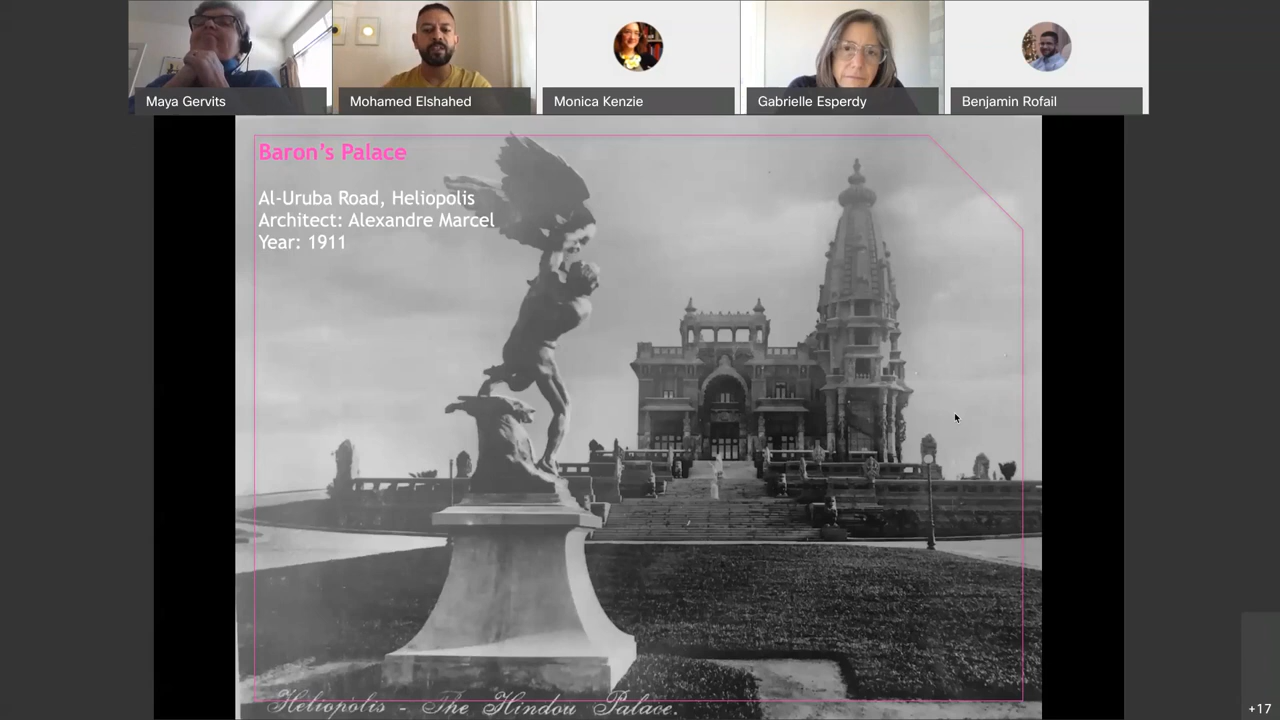 Maya Gervits
Mohamed Elshahed
Monica Kenzie
Gabrielle Esperdy
Benjamin Rofail
Baron's Palace
Al-Uruba Road, Heliopolis
Architect: Alexandre Marcel
Year: 1911
Heliopolis - The Hindou Palace.
+17